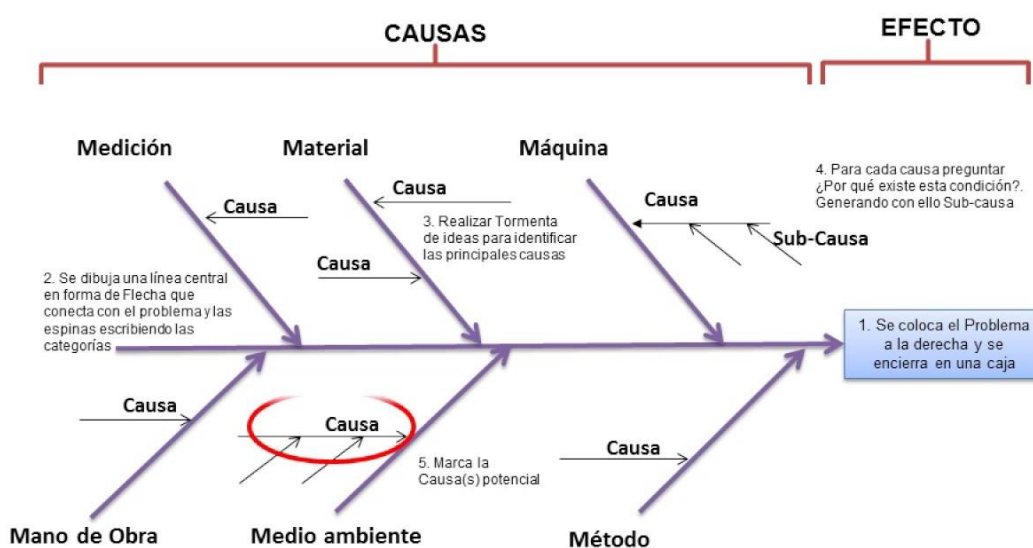 CAUSAS
EFECTO
Medición
Material
Máquina
Causa
Causa
Causa
Sub-Causa
4. Para cada causa preguntar
¿Por qué existe esta condición?.
Generando con ello Sub-causa
3. Realizar Tormenta
de ideas para identificar
las principales causas
Causa
2. Se dibuja una línea central
en forma de Flecha que
conecta con el problema y las
espinas escribiendo las
categorías
1. Se coloca el Problema
a la derecha y se
encierra en una caja
Causa
Causa
Causa
5. Marca la
Causa(s) potencial
Mano de Obra
Medio ambiente
Método